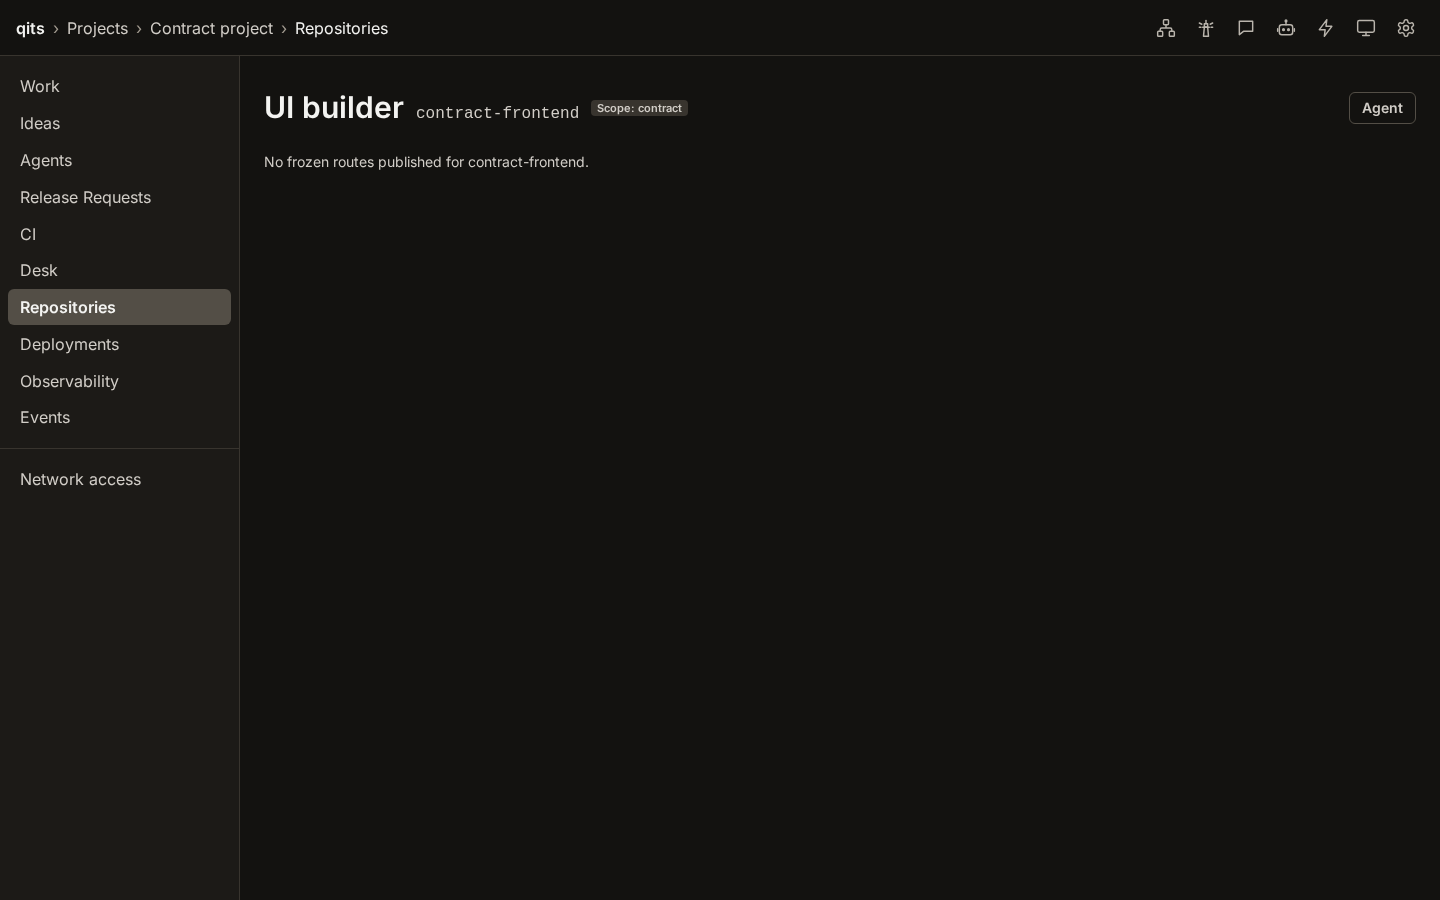 qits › Projects › Contract project › Repositories
Work
Ideas
Agents
Release Requests
CI
Desk
Repositories
Deployments
Observability
Events
Network access
UI builder contract-frontend Scope: contract
Agent
No frozen routes published for contract-frontend.